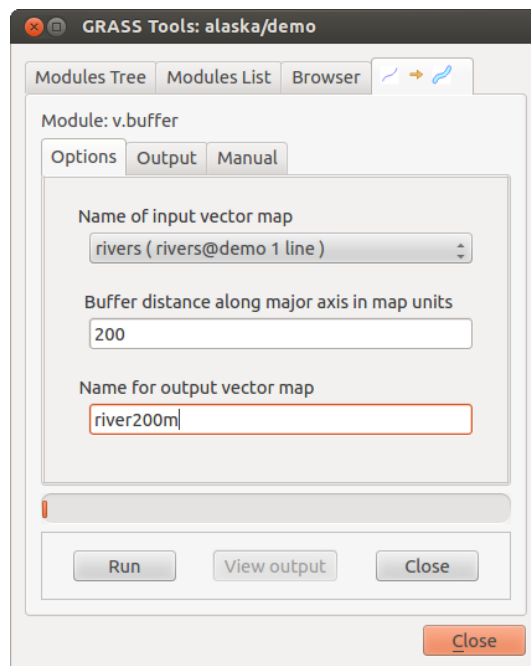 GRASS Tools: alaska/demo
Modules Tree Modules List Browser
Module: v.buffer
Options Output Manual
Name of input vector map
rivers ( rivers@demo 1 line )
Buffer distance along major axis in map units
200
Name for output vector map
river200m
Run View output Close
Close